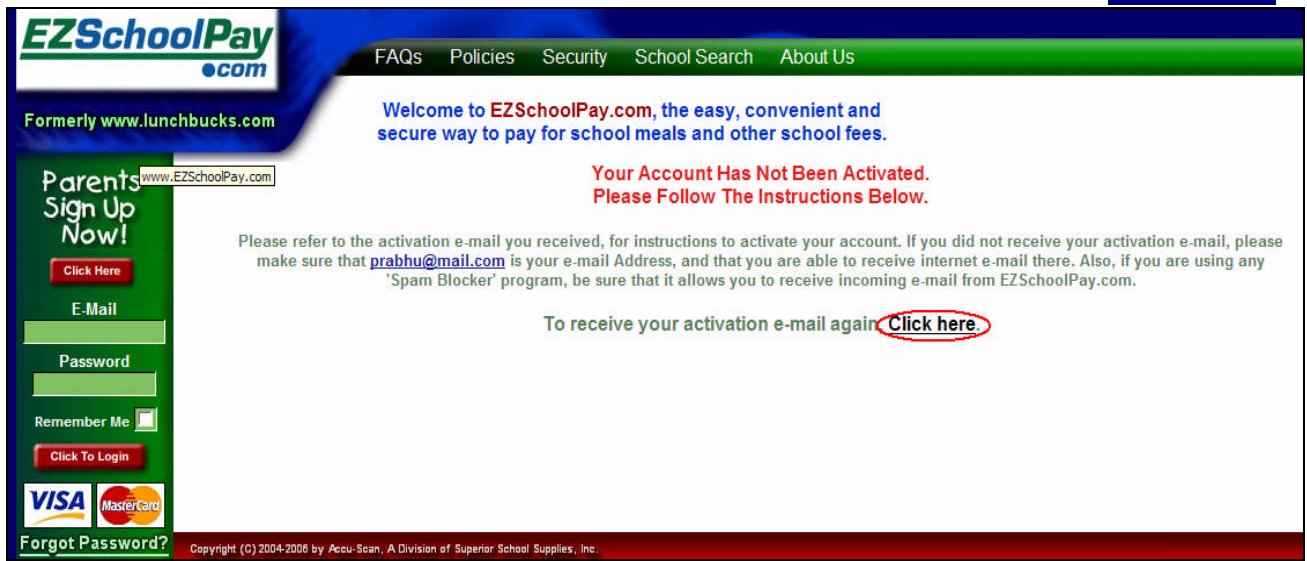 EZSchoolPay
●com
FAQs Policies Security School Search About Us
Formerly www.lunchbucks.com
Welcome to EZSchoolPay.com, the easy, convenient and
secure way to pay for school meals and other school fees.
www.EZSchoolPay.com
Parents
Sign Up
Now!
Click Here
E-Mail
Password
Remember Me
Click To Login
VISA MasterCard
Forgot Password?
Your Account Has Not Been Activated.
Please Follow The Instructions Below.
Please refer to the activation e-mail you received, for instructions to activate your account. If you did not receive your activation e-mail, please
make sure that prabhu@mail.com is your e-mail Address, and that you are able to receive internet e-mail there. Also, if you are using any
'Spam Blocker' program, be sure that it allows you to receive incoming e-mail from EZSchoolPay.com.
To receive your activation e-mail again Click here.
Copyright (C) 2004-2006 by Accu-Scan, A Division of Superior School Supplies, Inc.